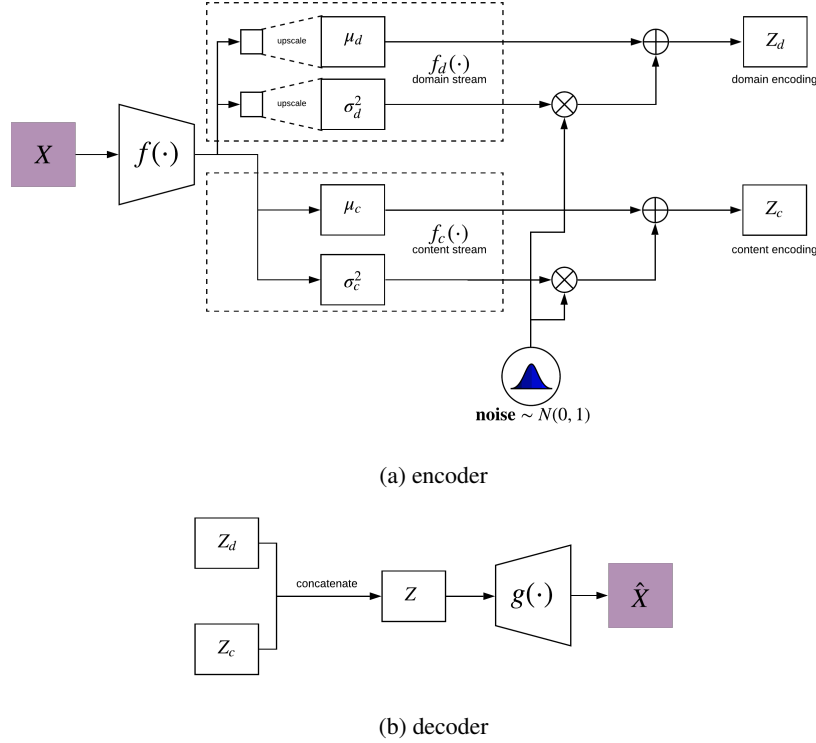 upscale
μ_d
f_d(·)
domain stream
Z_d
domain encoding
upscale
σ_d^2
X
f(·)
μ_c
f_c(·)
content stream
Z_c
content encoding
σ_c^2
noise ∼ N(0, 1)
(a) encoder
Z_d
concatenate
Z
g(·)
X̂
Z_c
(b) decoder